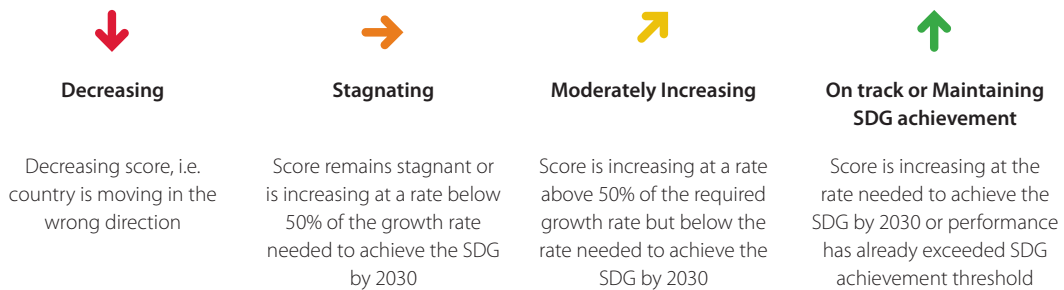 Decreasing
Decreasing score, i.e.
country is moving in the
wrong direction
Stagnating
Score remains stagnant or
is increasing at a rate below
50% of the growth rate
needed to achieve the SDG
by 2030
Moderately Increasing
Score is increasing at a rate
above 50% of the required
growth rate but below the
rate needed to achieve the
SDG by 2030
On track or Maintaining
SDG achievement
Score is increasing at the
rate needed to achieve the
SDG by 2030 or performance
has already exceeded SDG
achievement threshold